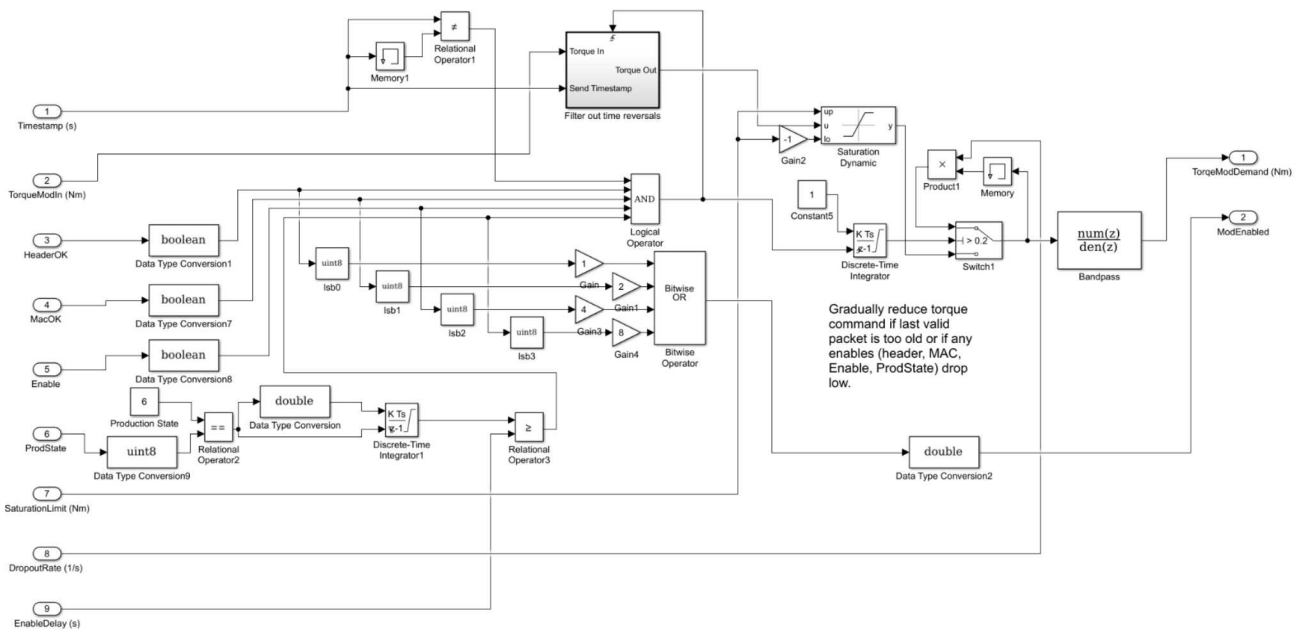 ≠
Relational
Operator1
Memory1
Torque In
Torque Out
Send Timestamp
Filter out time reversals
1
Timestamp (s)
2
TorqueModIn (Nm)
3
HeaderOK
boolean
Data Type Conversion1
4
MacOK
boolean
Data Type Conversion7
5
Enable
boolean
Data Type Conversion8
6
Production State
6
ProdState
uint8
Data Type Conversion9
==
Relational
Operator2
double
Data Type Conversion
K Ts
z-1
Discrete-Time
Integrator1
≥
Relational
Operator3
7
SaturationLimit (Nm)
8
DropoutRate (1/s)
9
EnableDelay (s)
AND
Logical
Operator
uint8
lsb0
uint8
lsb1
uint8
lsb2
uint8
lsb3
1
Gain
2
Gain1
4
Gain3
8
Gain4
Bitwise
OR
Bitwise
Operator
up
u
lo
y
Saturation
Dynamic
-1
Gain2
1
Constant5
K Ts
z-1
Discrete-Time
Integrator
×
Product1
Memory
> 0.2
Switch1
num(z)
den(z)
Bandpass
1
TorqeModDemand (Nm)
2
ModEnabled
Gradually reduce torque
command if last valid
packet is too old or if any
enables (header, MAC,
Enable, ProdState) drop
low.
double
Data Type Conversion2